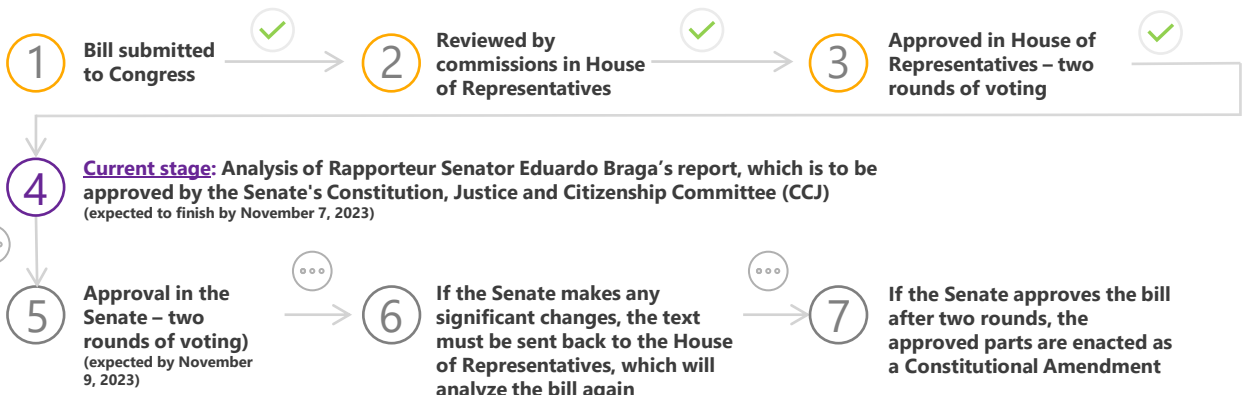 1
Bill submitted
to Congress
2
Reviewed by
commissions in House
of Representatives
3
Approved in House of
Representatives – two
rounds of voting
4
Current stage: Analysis of Rapporteur Senator Eduardo Braga’s report, which is to be
approved by the Senate's Constitution, Justice and Citizenship Committee (CCJ)
(expected to finish by November 7, 2023)
5
Approval in the
Senate – two
rounds of voting)
(expected by November
9, 2023)
6
If the Senate makes any
significant changes, the text
must be sent back to the House
of Representatives, which will
analyze the bill again
7
If the Senate approves the bill
after two rounds, the
approved parts are enacted as
a Constitutional Amendment